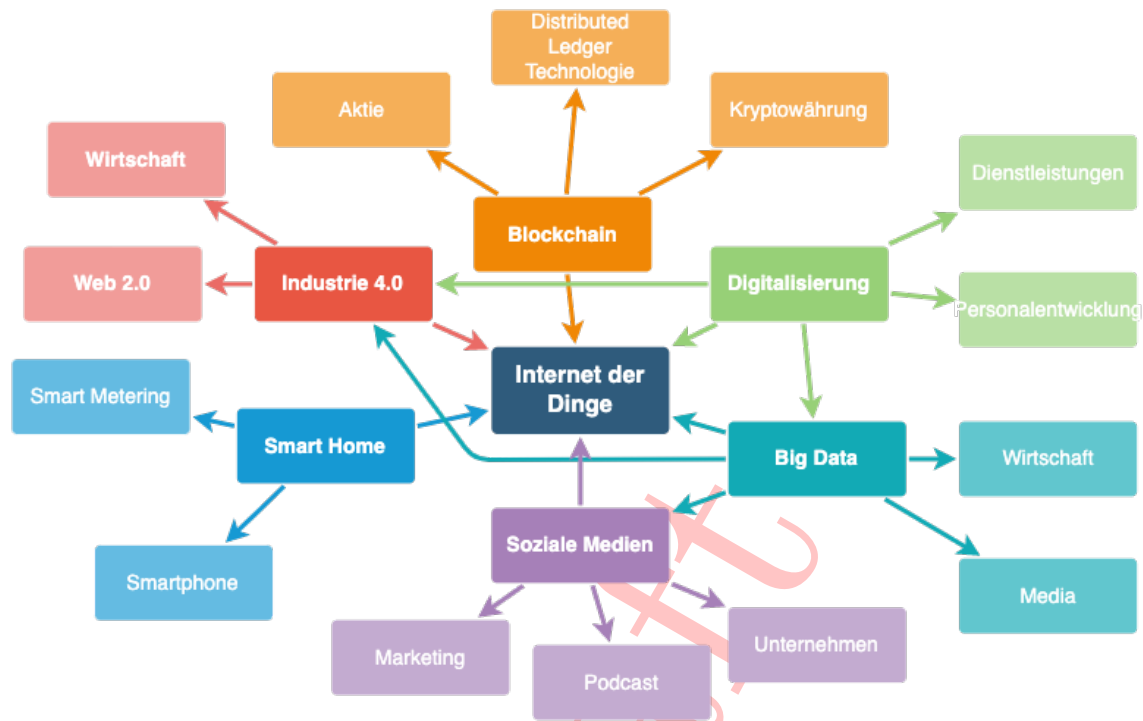 Distributed
Ledger
Technologie
Aktie
Kryptowährung
Wirtschaft
Dienstleistungen
Blockchain
Web 2.0
Industrie 4.0
Digitalisierung
Personalentwicklung
Internet der
Dinge
Smart Metering
Smart Home
Big Data
Wirtschaft
Soziale Medien
Smartphone
Media
Marketing
Podcast
Unternehmen